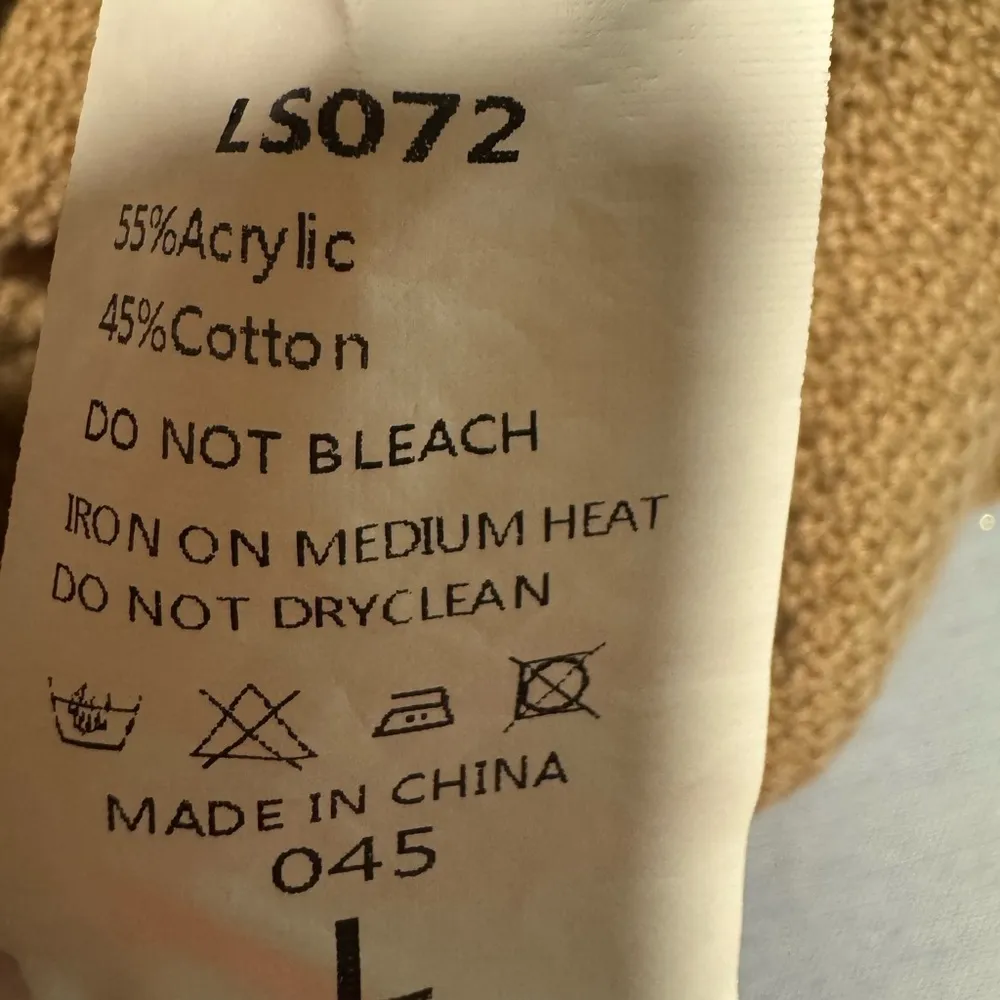 LS072
55%Acrylic
45%Cotton
DO NOT BLEACH
IRON ON MEDIUM HEAT
DO NOT DRYCLEAN
MADE IN CHINA
045
L